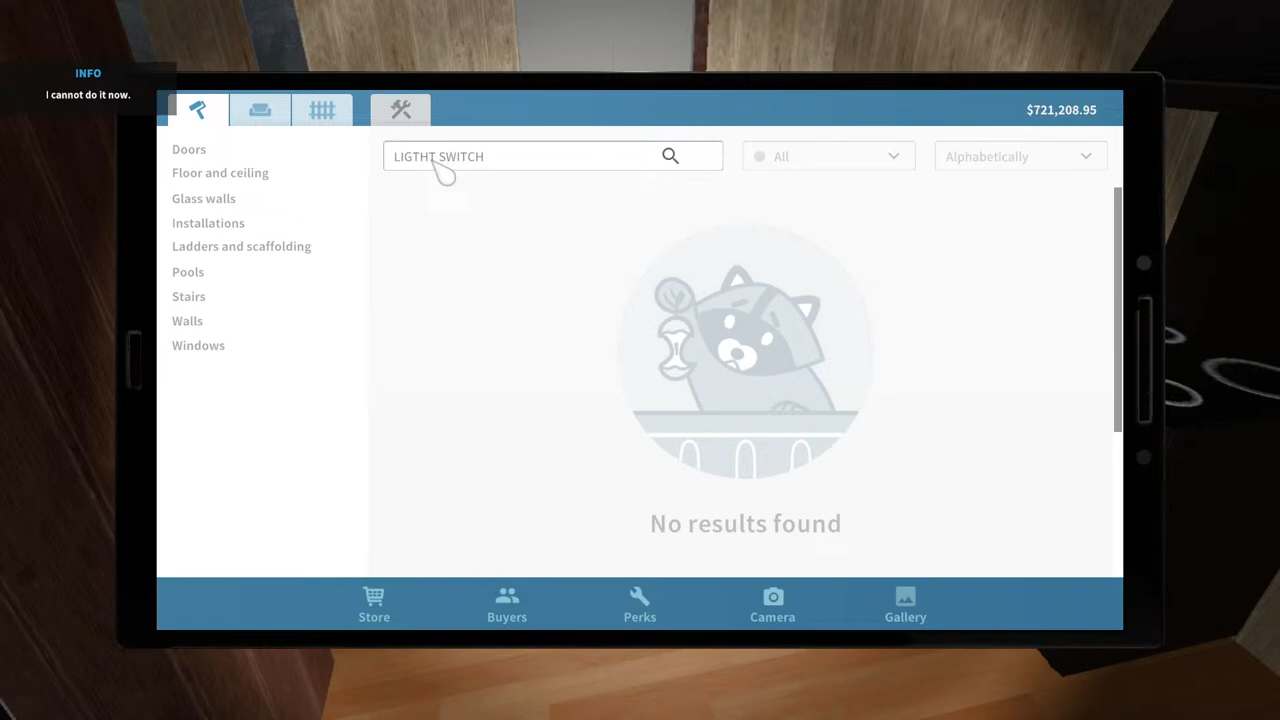 INFO
I cannot do it now.
$721,208.95
LIGTHT SWITCH
All
Alphabetically
Doors
Floor and ceiling
Glass walls
Installations
Ladders and scaffolding
Pools
Stairs
Walls
Windows
No results found
Store
Buyers
Perks
Camera
Gallery